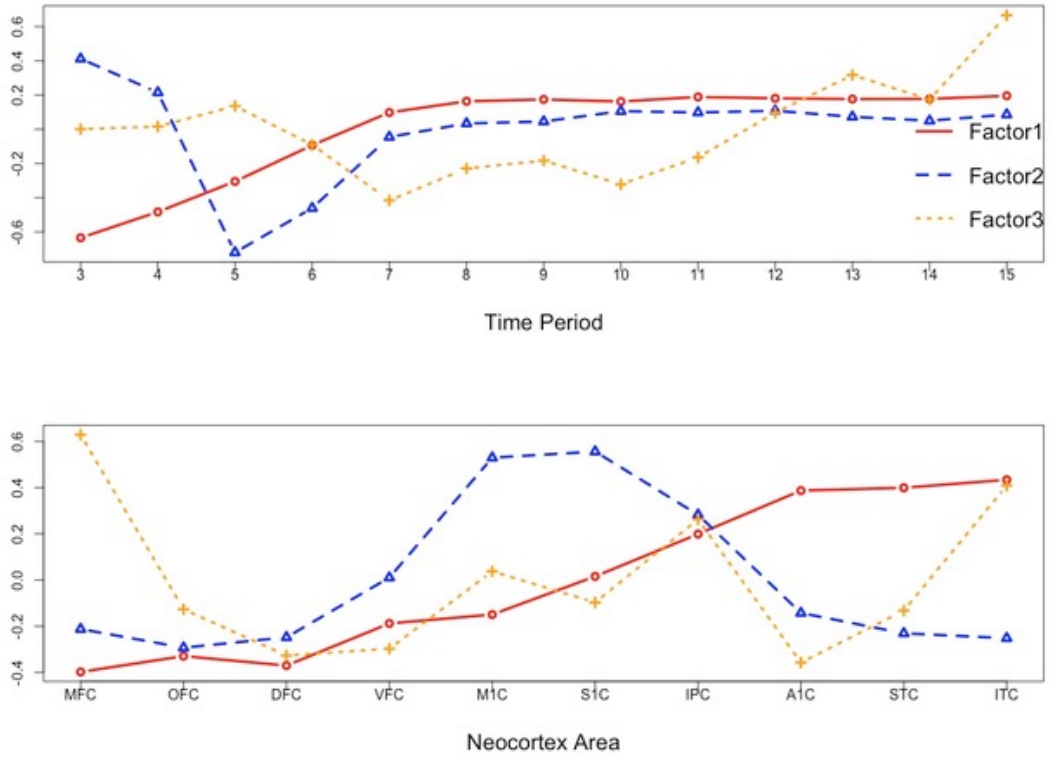 0.6
0.4
0.2
-0.2
-0.6
Factor1
Factor2
Factor3
3 4 5 6 7 8 9 10 11 12 13 14 15
Time Period
0.6
0.4
0.2
0.0
-0.2
-0.4
MFC OFC DFC VFC M1C S1C IPC A1C STC ITC
Neocortex Area